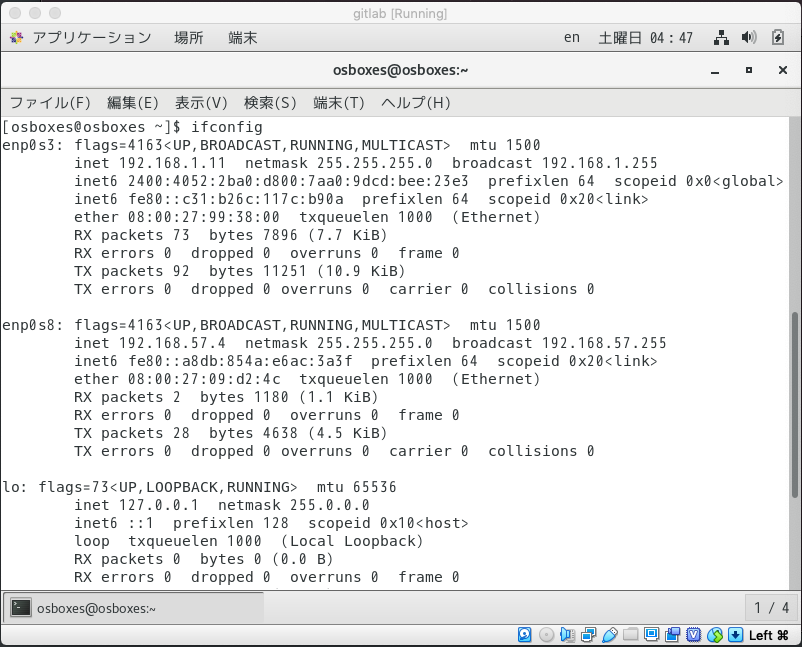 gitlab [Running]
アプリケーション 場所 端末 en 土曜日 04：47
osboxes@osboxes:~
ファイル(F) 編集(E) 表示(V) 検索(S) 端末(T) ヘルプ(H)
[osboxes@osboxes ~]$ ifconfig
enp0s3: flags=4163<UP,BROADCAST,RUNNING,MULTICAST>  mtu 1500
        inet 192.168.1.11  netmask 255.255.255.0  broadcast 192.168.1.255
        inet6 2400:4052:2ba0:d800:7aa0:9dcd:bee:23e3  prefixlen 64  scopeid 0x0<global>
        inet6 fe80::c31:b26c:117c:b90a  prefixlen 64  scopeid 0x20<link>
        ether 08:00:27:99:38:00  txqueuelen 1000  (Ethernet)
        RX packets 73  bytes 7896 (7.7 KiB)
        RX errors 0  dropped 0  overruns 0  frame 0
        TX packets 92  bytes 11251 (10.9 KiB)
        TX errors 0  dropped 0 overruns 0  carrier 0  collisions 0
enp0s8: flags=4163<UP,BROADCAST,RUNNING,MULTICAST>  mtu 1500
        inet 192.168.57.4  netmask 255.255.255.0  broadcast 192.168.57.255
        inet6 fe80::a8db:854a:e6ac:3a3f  prefixlen 64  scopeid 0x20<link>
        ether 08:00:27:09:d2:4c  txqueuelen 1000  (Ethernet)
        RX packets 2  bytes 1180 (1.1 KiB)
        RX errors 0  dropped 0  overruns 0  frame 0
        TX packets 28  bytes 4638 (4.5 KiB)
        TX errors 0  dropped 0 overruns 0  carrier 0  collisions 0
lo: flags=73<UP,LOOPBACK,RUNNING>  mtu 65536
        inet 127.0.0.1  netmask 255.0.0.0
        inet6 ::1  prefixlen 128  scopeid 0x10<host>
        loop  txqueuelen 1000  (Local Loopback)
        RX packets 0  bytes 0 (0.0 B)
        RX errors 0  dropped 0  overruns 0  frame 0
osboxes@osboxes:~ 1 / 4
Left ⌘